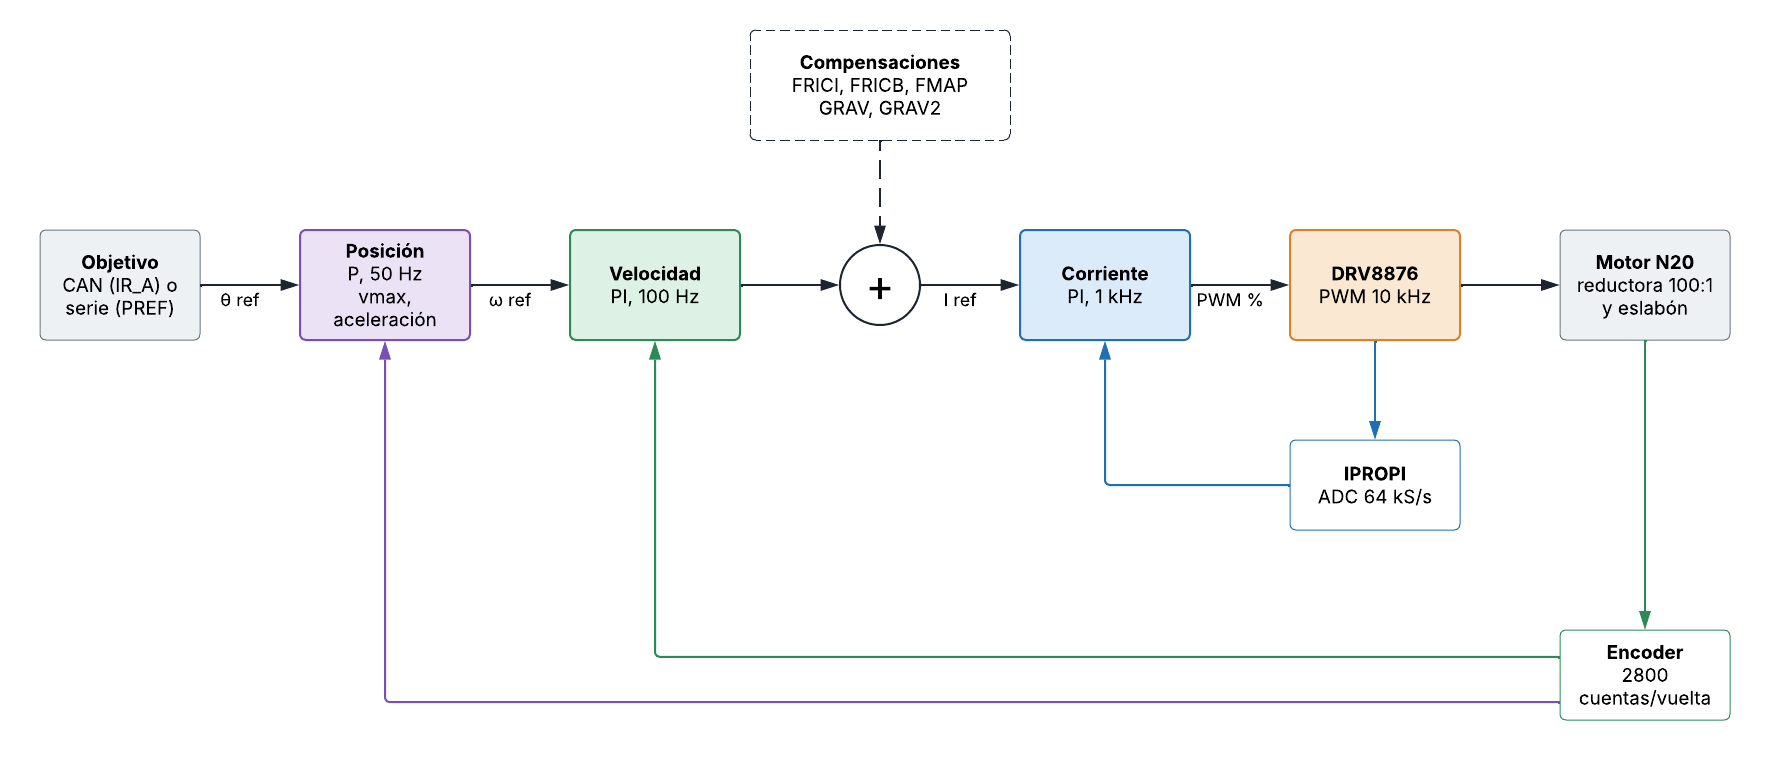 Compensaciones
FRICI, FRICB, FMAP
GRAV, GRAV2
Objetivo
CAN (IR_A) o
serie (PREF)
θ ref
Posición
P, 50 Hz
vmax,
aceleración
ω ref
Velocidad
PI, 100 Hz
+
I ref
Corriente
PI, 1 kHz
PWM %
DRV8876
PWM 10 kHz
Motor N20
reductora 100:1
y eslabón
IPROPI
ADC 64 kS/s
Encoder
2800
cuentas/vuelta